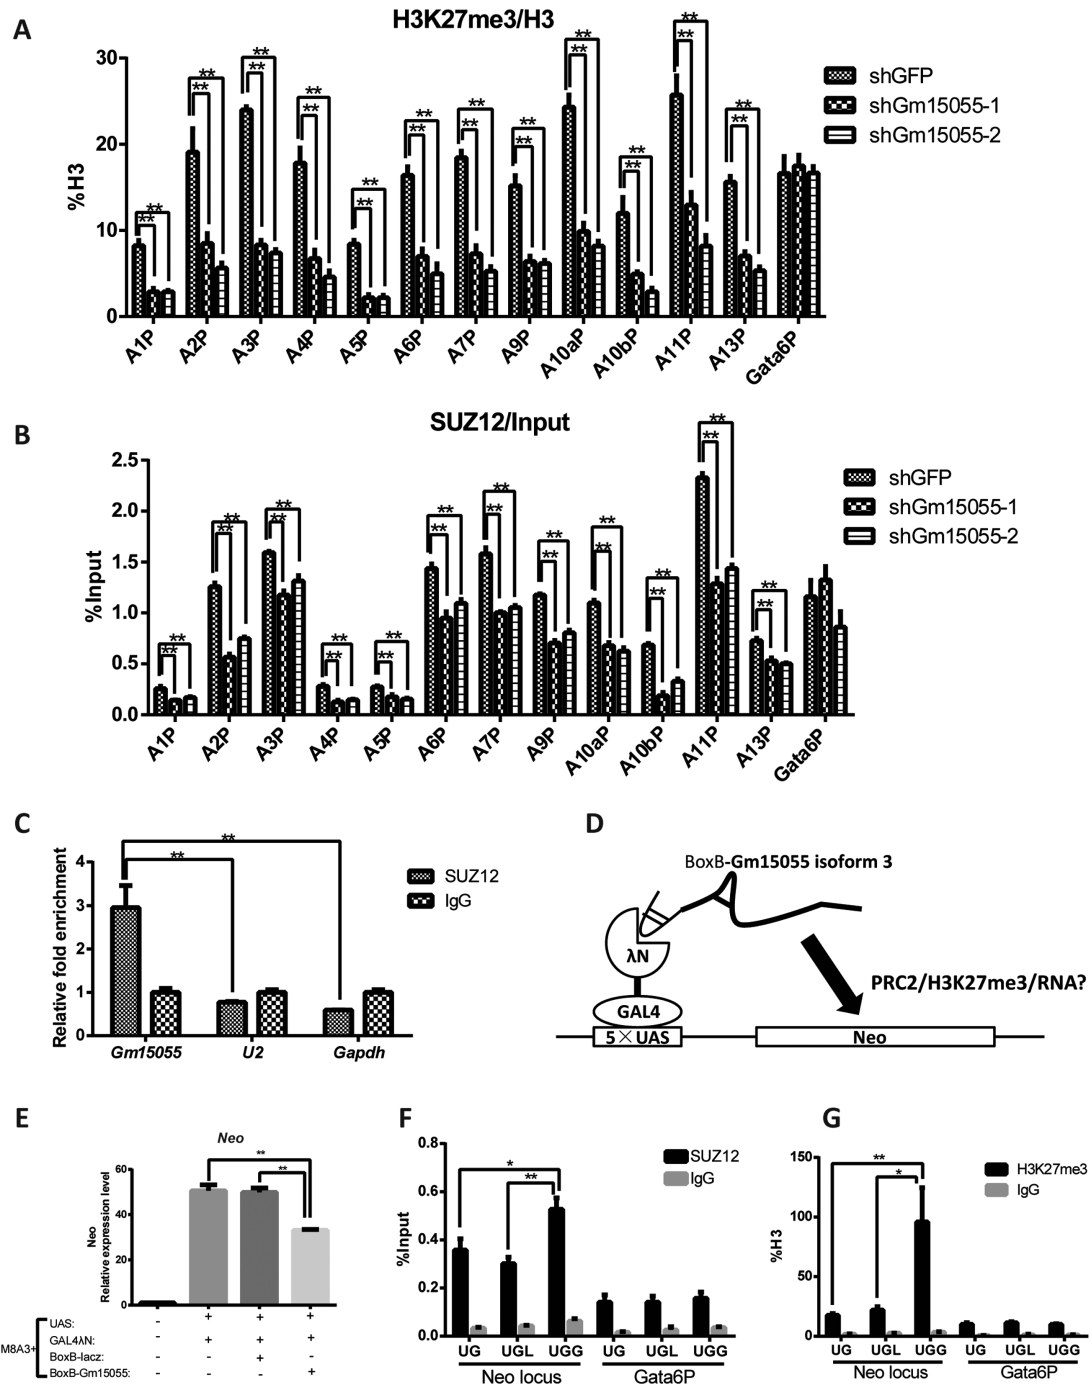 A
H3K27me3/H3
30
20
10
0
%H3
** ** ** ** ** ** ** ** ** ** ** **
** ** ** ** ** ** ** ** ** ** ** **
shGFP
shGm15055-1
shGm15055-2
A1P A2P A3P A4P A5P A6P A7P A9P A10aP A10bP A11P A13P Gata6P
B
SUZ12/Input
2.5
2.0
1.5
1.0
0.5
0.0
%Input
** ** ** ** ** ** ** ** ** ** ** **
** ** ** ** ** ** ** ** ** ** ** **
shGFP
shGm15055-1
shGm15055-2
A1P A2P A3P A4P A5P A6P A7P A9P A10aP A10bP A11P A13P Gata6P
C
Relative fold enrichment
4
3
2
1
0
**
**
SUZ12
IgG
Gm15055 U2 Gapdh
D
BoxB-Gm15055 isoform 3
λN
GAL4
5×UAS
Neo
PRC2/H3K27me3/RNA?
E
Neo
Neo
Relative expression level
60
40
20
0
**
**
M8A3+
UAS: - + + +
GAL4λN: - + + +
BoxB-lacz: - - + -
BoxB-Gm15055: - - - +
F
%Input
0.8
0.6
0.4
0.2
0.0
*
**
SUZ12
IgG
UG UGL UGG UG UGL UGG
Neo locus Gata6P
G
%H3
150
100
50
0
**
*
H3K27me3
IgG
UG UGL UGG UG UGL UGG
Neo locus Gata6P